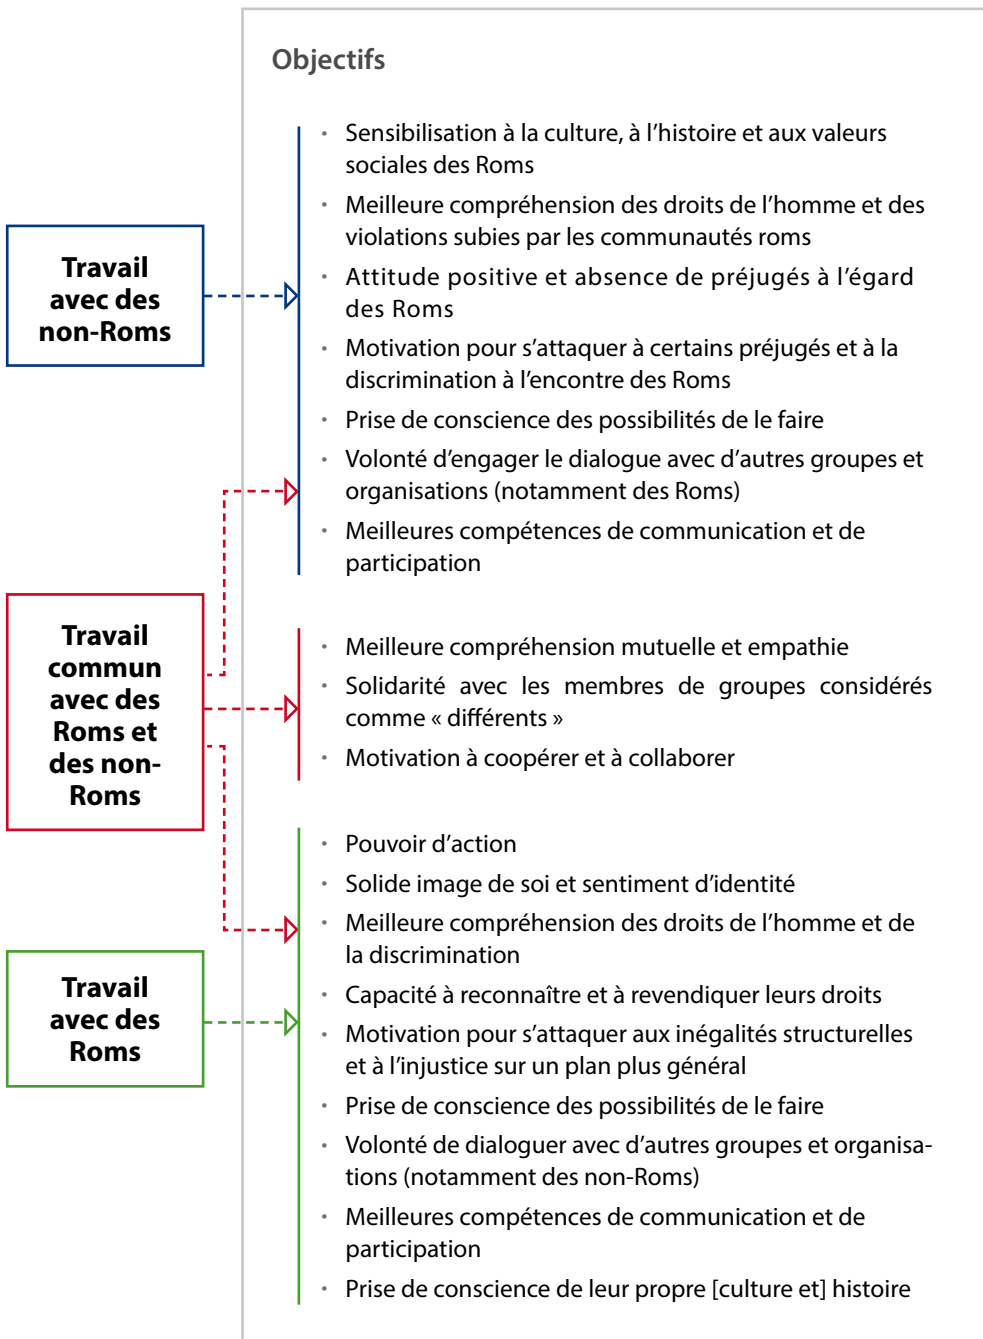 Objectifs
• Sensibilisation à la culture, à l’histoire et aux valeurs
sociales des Roms
• Meilleure compréhension des droits de l’homme et des
violations subies par les communautés roms
• Attitude positive et absence de préjugés à l’égard
des Roms
• Motivation pour s’attaquer à certains préjugés et à la
discrimination à l’encontre des Roms
• Prise de conscience des possibilités de le faire
• Volonté d’engager le dialogue avec d’autres groupes et
organisations (notamment des Roms)
• Meilleures compétences de communication et de
participation
Travail
avec des
non-Roms
• Meilleure compréhension mutuelle et empathie
• Solidarité avec les membres de groupes considérés
comme « différents »
• Motivation à coopérer et à collaborer
Travail
commun
avec des
Roms et
des non-
Roms
• Pouvoir d’action
• Solide image de soi et sentiment d’identité
• Meilleure compréhension des droits de l’homme et de
la discrimination
• Capacité à reconnaître et à revendiquer leurs droits
• Motivation pour s’attaquer aux inégalités structurelles
et à l’injustice sur un plan plus général
• Prise de conscience des possibilités de le faire
• Volonté de dialoguer avec d’autres groupes et organisa-
tions (notamment des non-Roms)
• Meilleures compétences de communication et de
participation
• Prise de conscience de leur propre [culture et] histoire
Travail
avec des
Roms